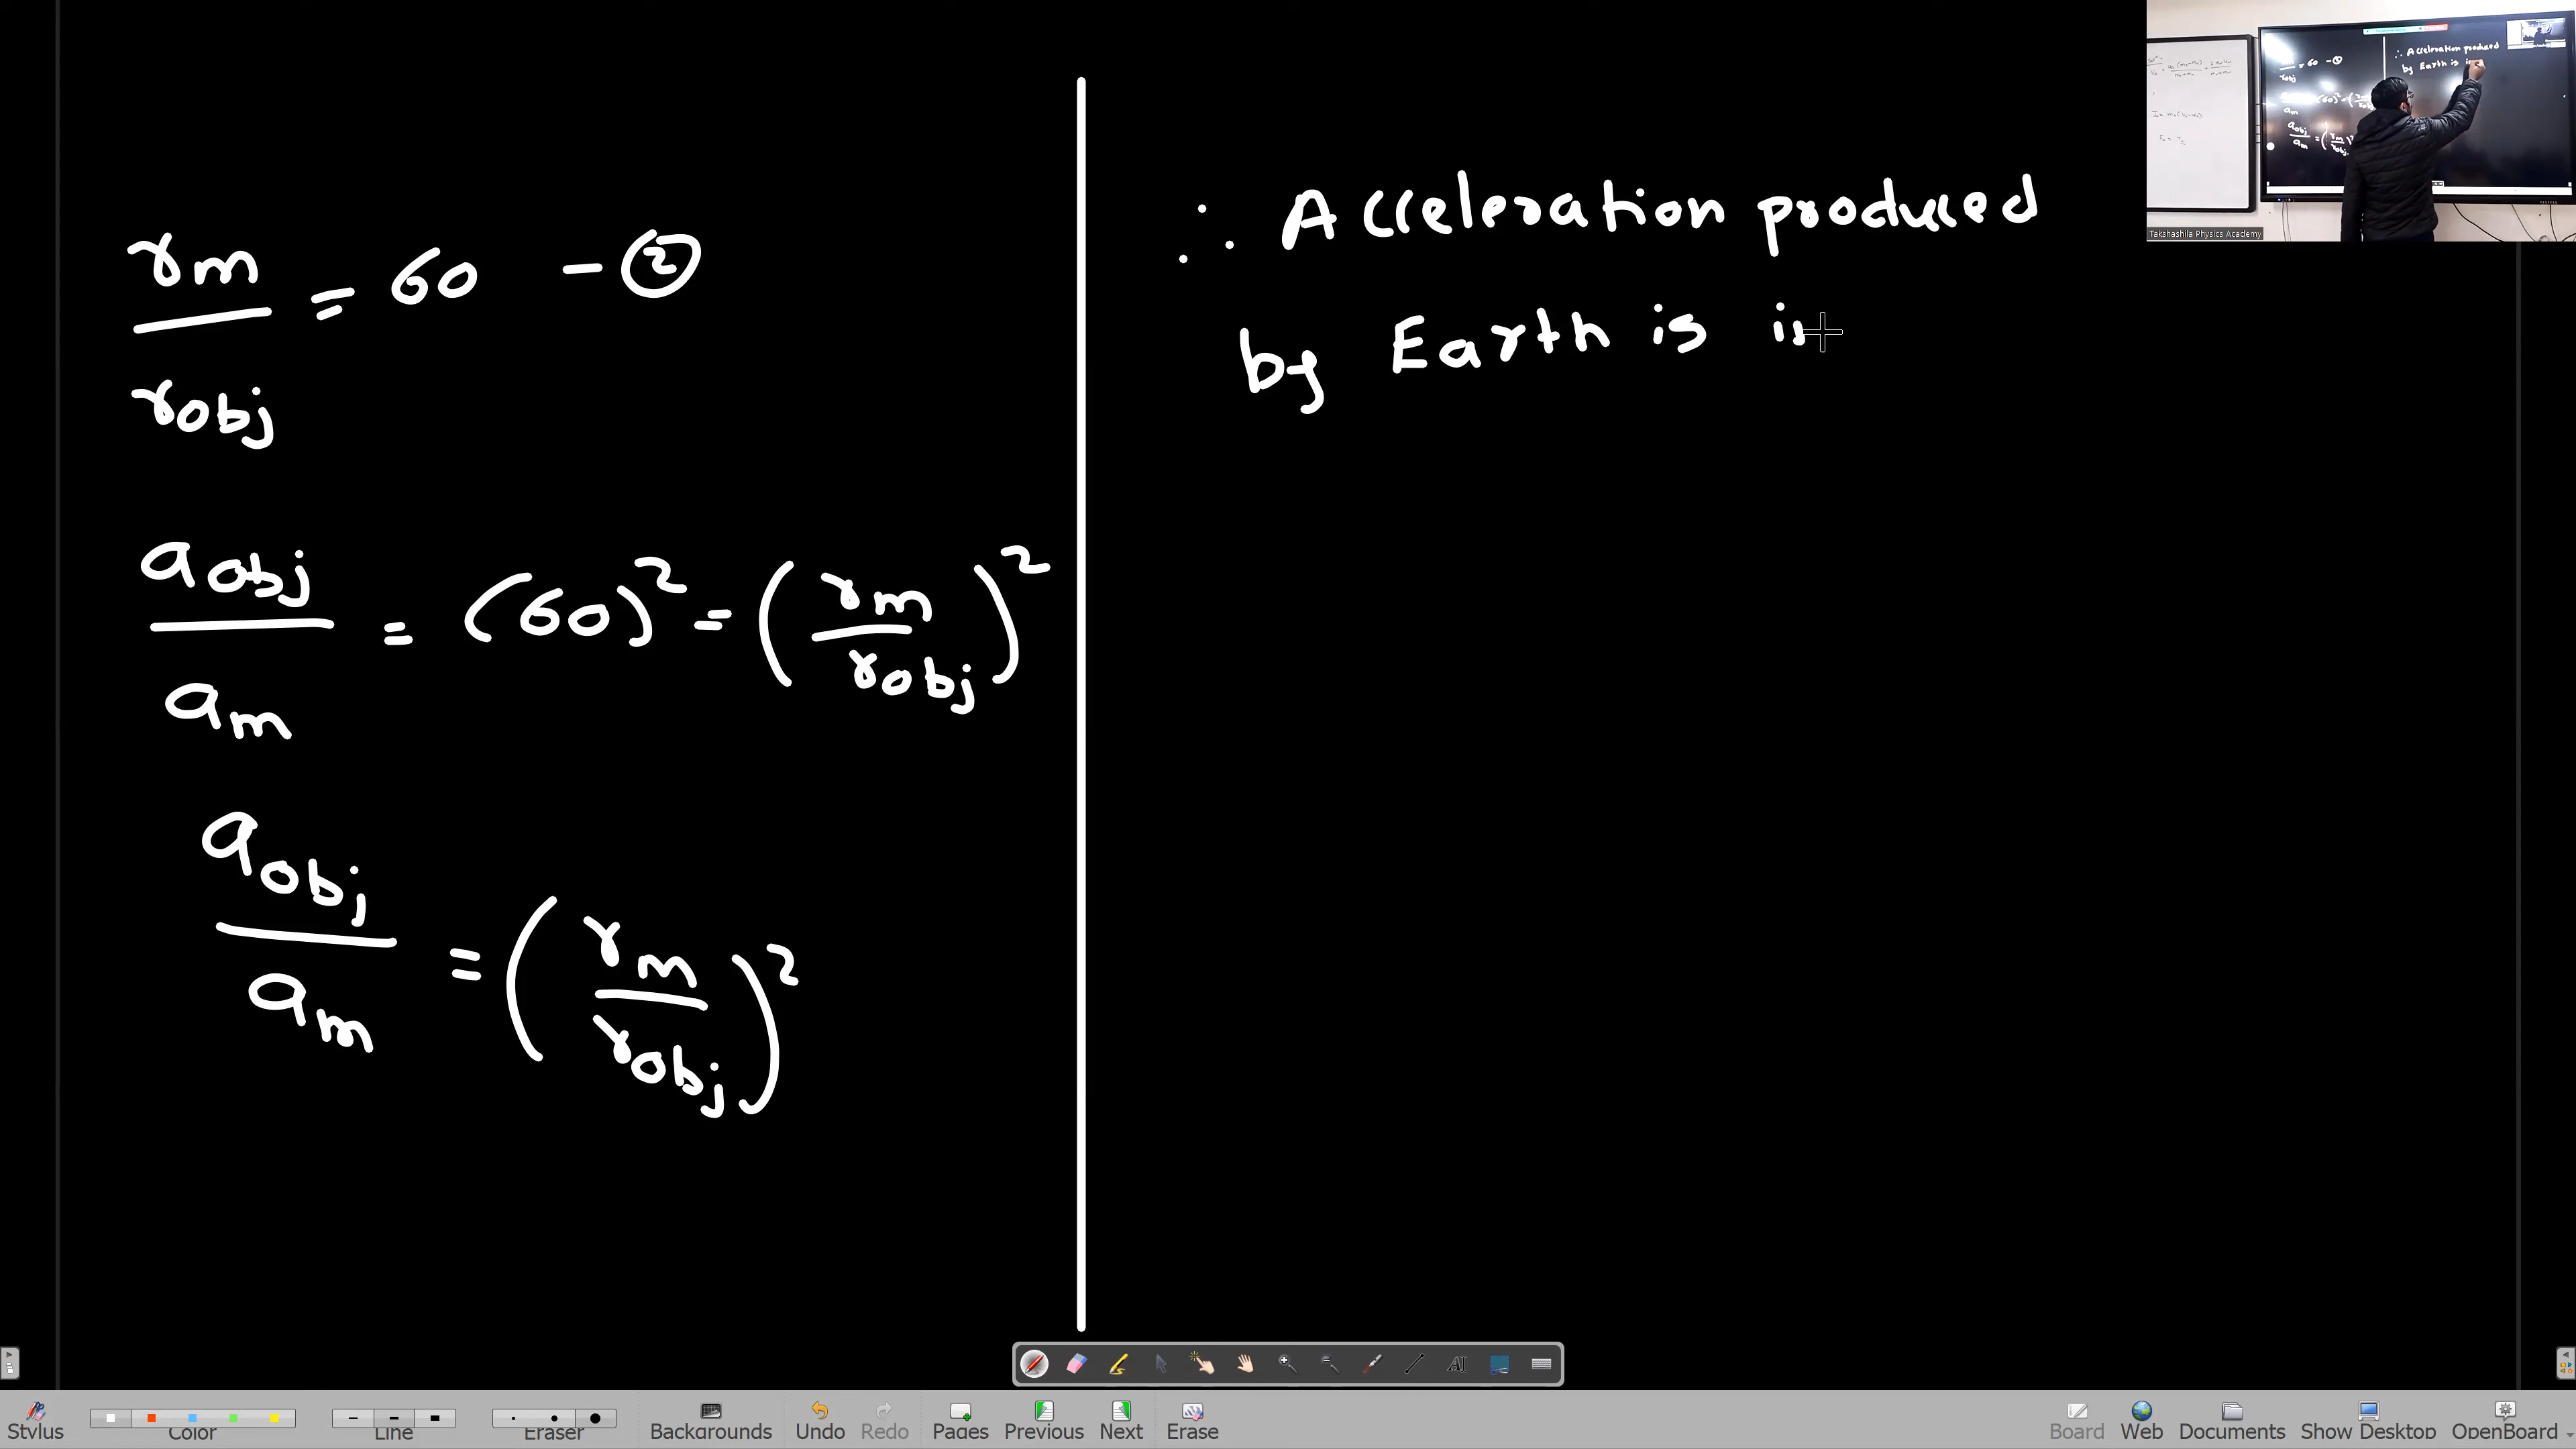 rm/robj = 60 - ②
aobj/am = (60)² = (rm/robj)²
aobj/am = (rm/robj)²
∴ Acceleration produced
by Earth is
Takshashila Physics Academy
Stylus Color Line Eraser Backgrounds Undo Redo Pages Previous Next Erase Board Web Documents Show Desktop OpenBoard